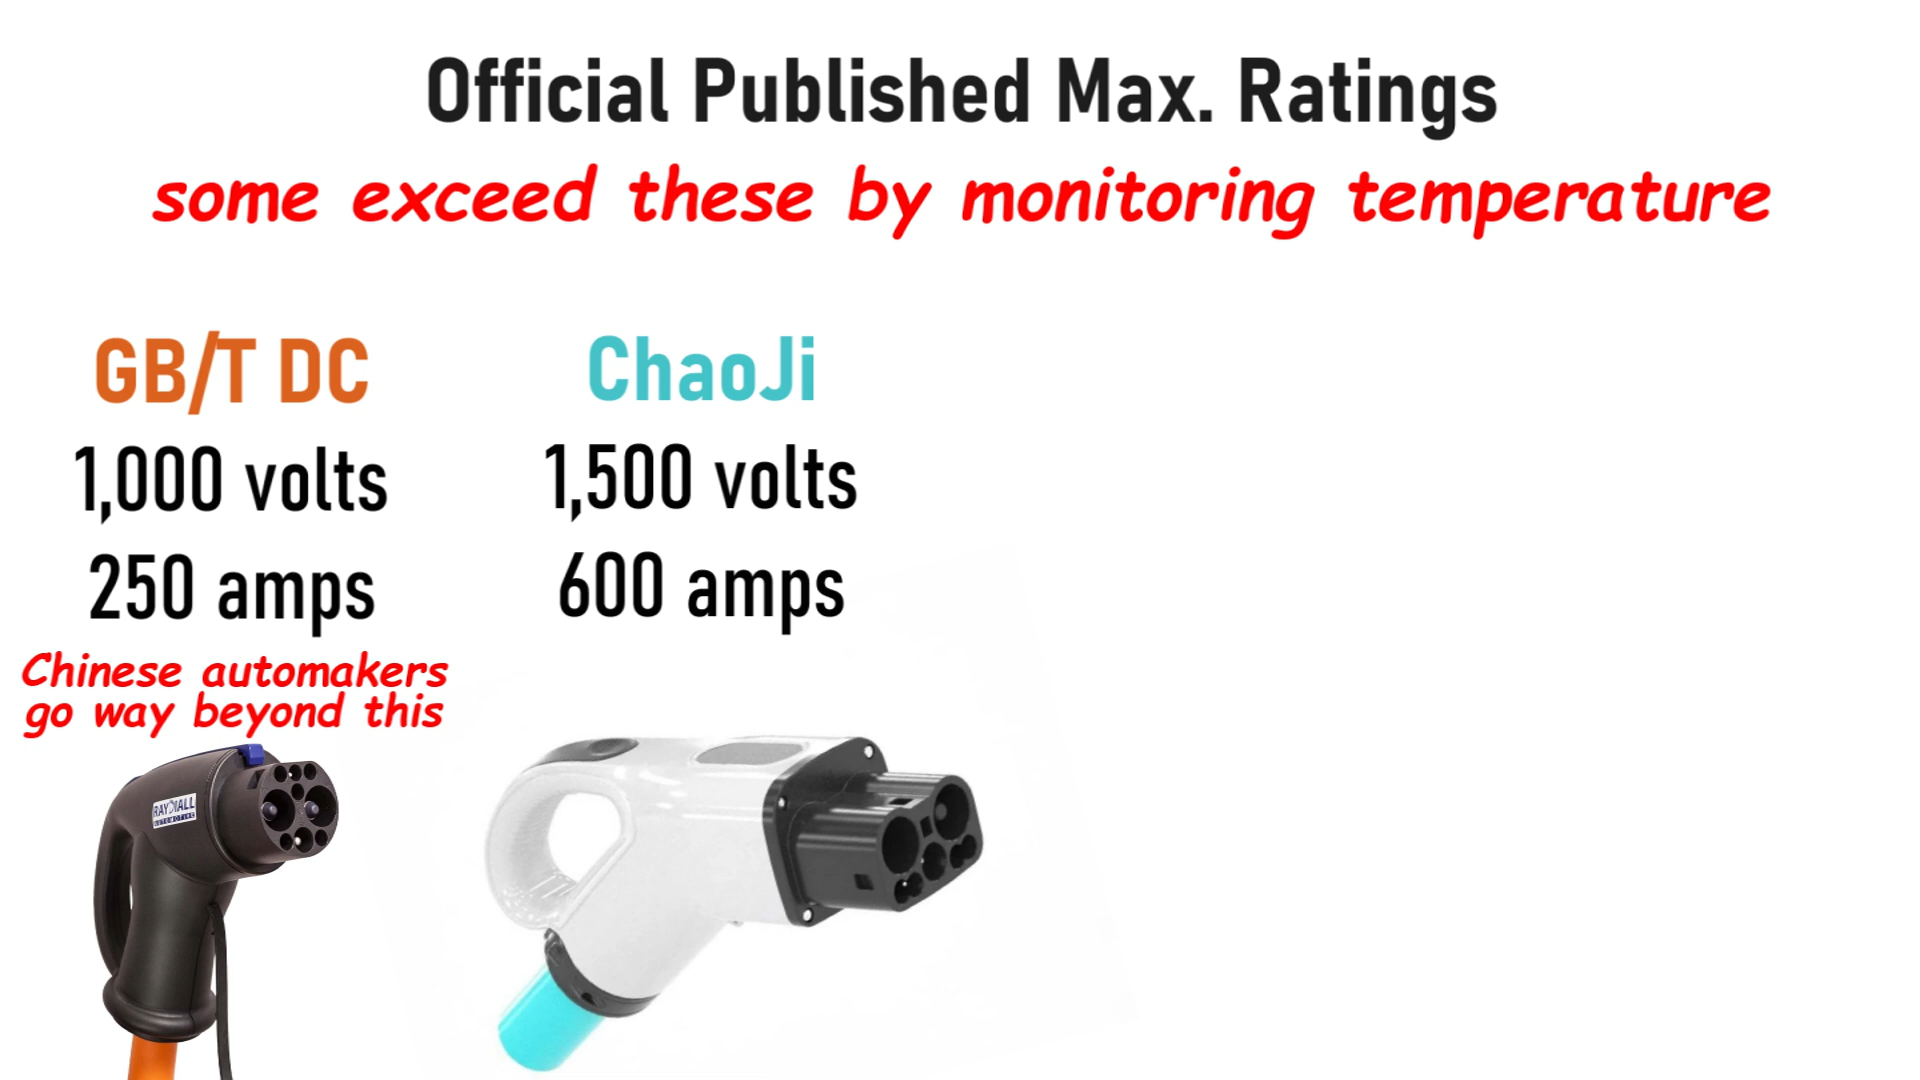 Official Published Max. Ratings
some exceed these by monitoring temperature
GB/T DC
1,000 volts
250 amps
Chinese automakers
go way beyond this
ChaoJi
1,500 volts
600 amps